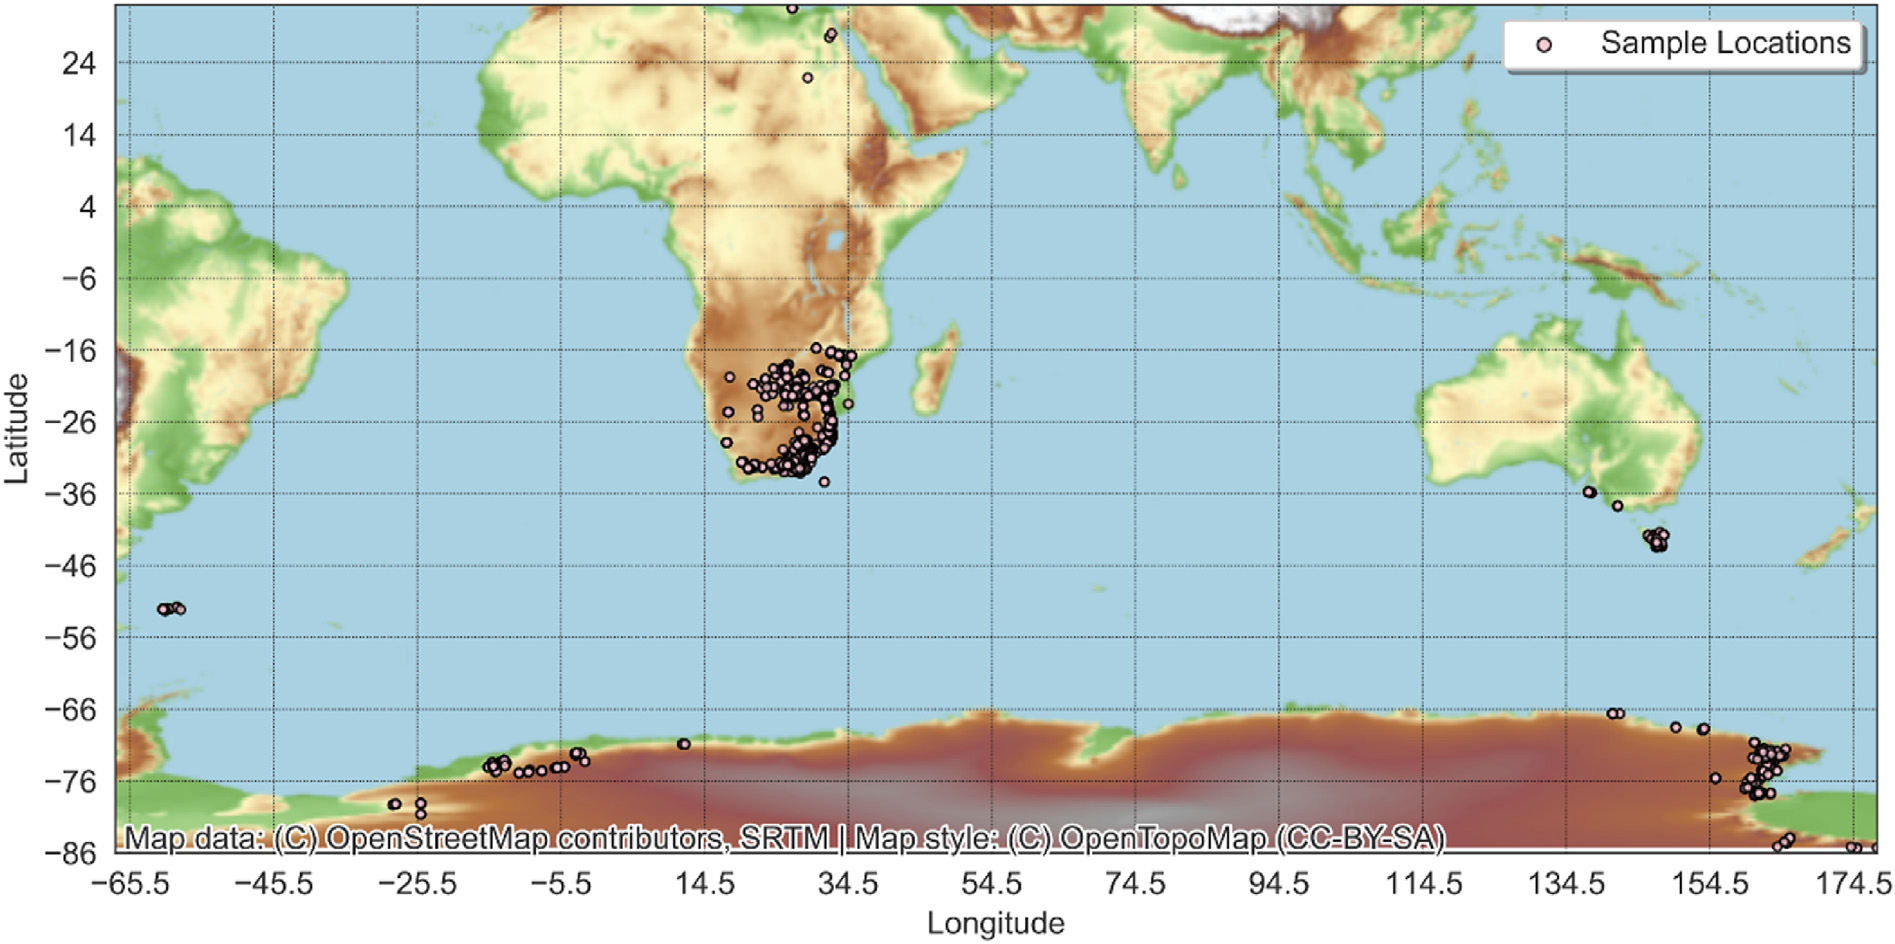 Sample Locations
24
14
4
−6
−16
−26
−36
−46
−56
−66
−76
−86
Latitude
Map data: (C) OpenStreetMap contributors, SRTM | Map style: (C) OpenTopoMap (CC-BY-SA)
−65.5 −45.5 −25.5 −5.5 14.5 34.5 54.5 74.5 94.5 114.5 134.5 154.5 174.5
Longitude